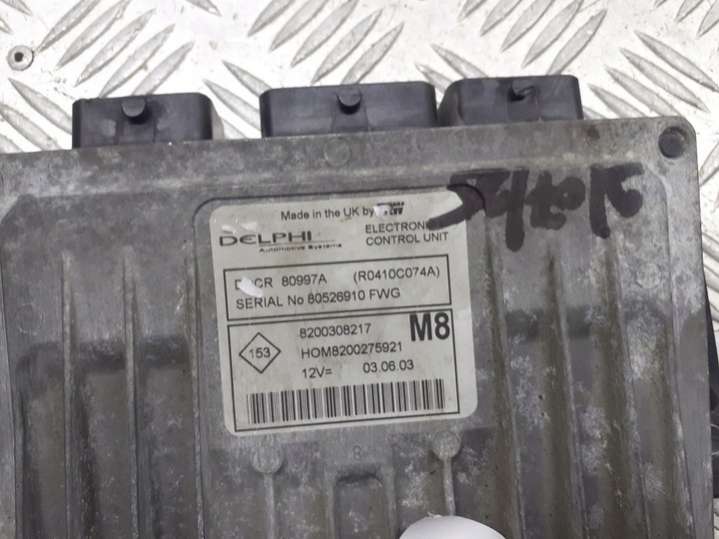 Made in the UK by TRW
DELPHI
Automotive Systems
ELECTRONIC
CONTROL UNIT
80997A (R0410C074A)
SERIAL No 80526910 FWG
8200308217 M8
153
HOM8200275921
12V= 03.06.03